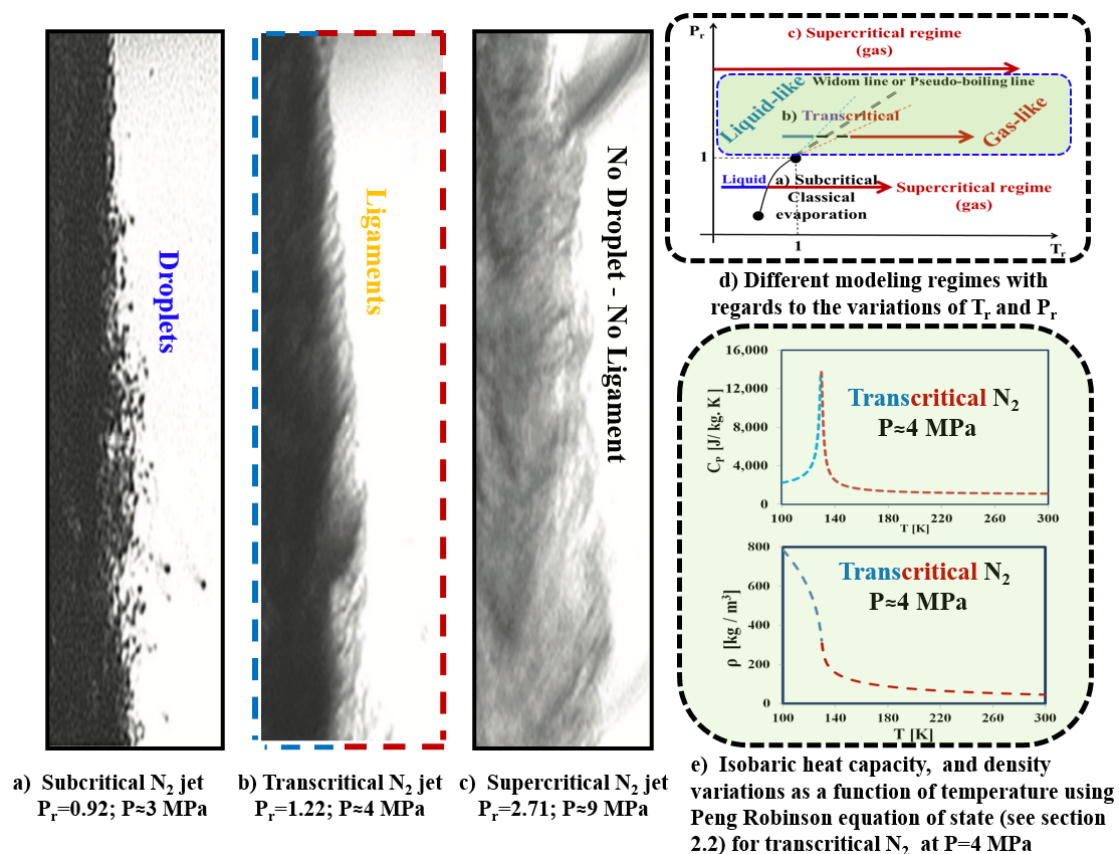 Droplets
Ligaments
No Droplet - No Ligament
a) Subcritical N₂ jet
Pᵣ=0.92; P≈3 MPa
b) Transcritical N₂ jet
Pᵣ=1.22; P≈4 MPa
c) Supercritical N₂ jet
Pᵣ=2.71; P≈9 MPa
Pᵣ
c) Supercritical regime
(gas)
Widom line or Pseudo-boiling line
Liquid-like
b) Transcritical
Gas-like
1
Liquid
a) Subcritical
Classical
evaporation
Supercritical regime
(gas)
1
Tᵣ
d) Different modeling regimes with
regards to the variations of Tᵣ and Pᵣ
16,000
12,000
8,000
4,000
0
C_P [J/ kg. K]
Transcritical N₂
P≈4 MPa
100 140 180 220 260 300
T [K]
800
600
400
200
0
ρ [kg / m³]
Transcritical N₂
P≈4 MPa
100 140 180 220 260 300
T [K]
e) Isobaric heat capacity, and density
variations as a function of temperature using
Peng Robinson equation of state (see section
2.2) for transcritical N₂ at P=4 MPa